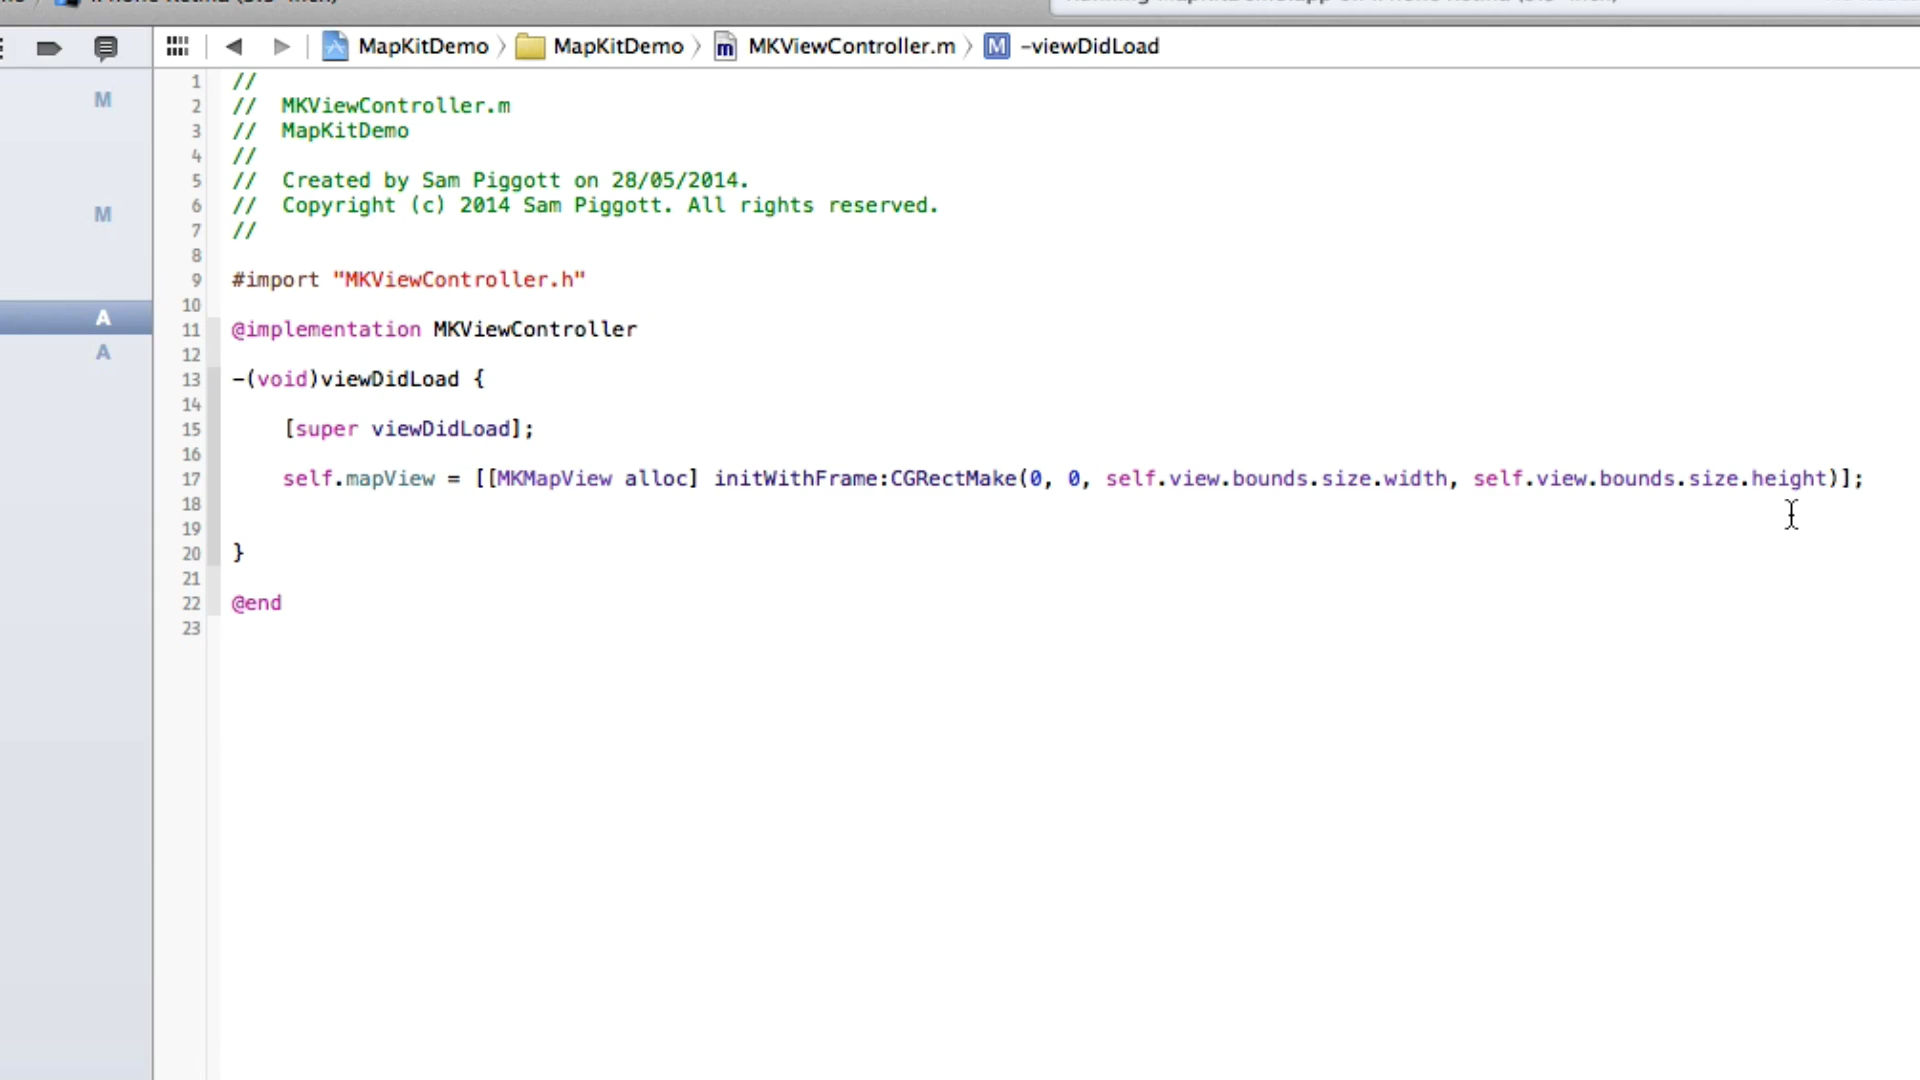 MapKitDemo MapKitDemo MKViewController.m M -viewDidLoad
M
M
A
A
1 //
2 // MKViewController.m
3 // MapKitDemo
4 //
5 // Created by Sam Piggott on 28/05/2014.
6 // Copyright (c) 2014 Sam Piggott. All rights reserved.
7 //
8
9 #import "MKViewController.h"
10
11 @implementation MKViewController
12
13 -(void)viewDidLoad {
14
15 [super viewDidLoad];
16
17 self.mapView = [[MKMapView alloc] initWithFrame:CGRectMake(0, 0, self.view.bounds.size.width, self.view.bounds.size.height)];
18
19
20 }
21
22 @end
23